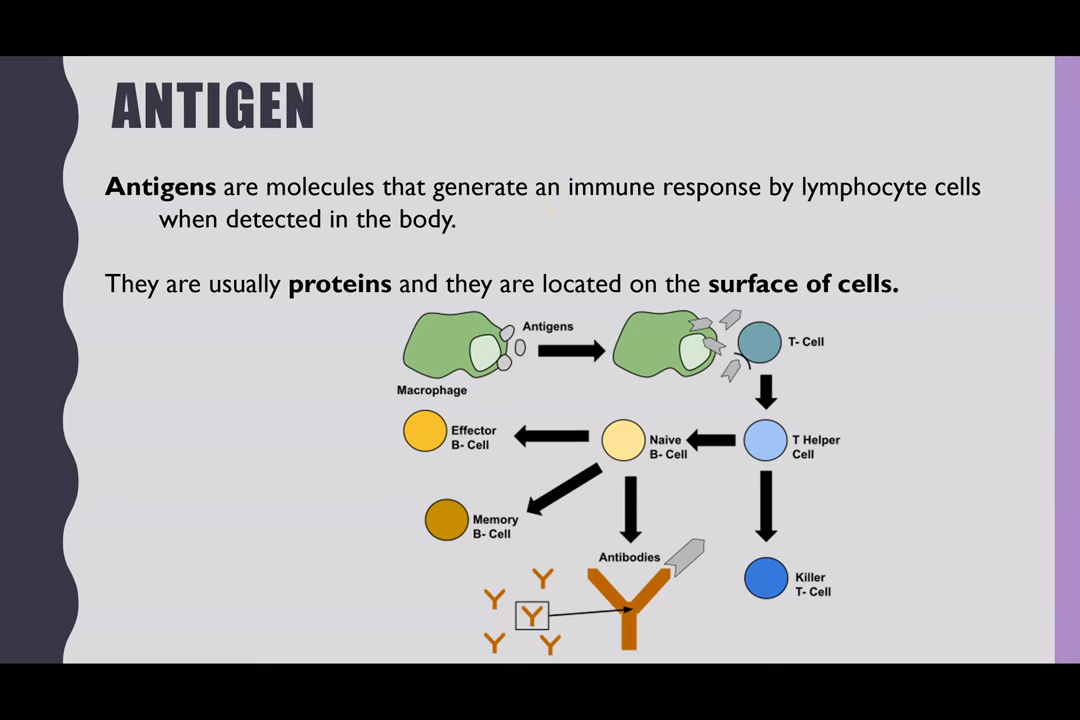 ANTIGEN
Antigens are molecules that generate an immune response by lymphocyte cells
when detected in the body.
They are usually proteins and they are located on the surface of cells.
Antigens
T- Cell
Macrophage
Effector
B- Cell
Naive
B- Cell
T Helper
Cell
Memory
B- Cell
Antibodies
Killer
T- Cell